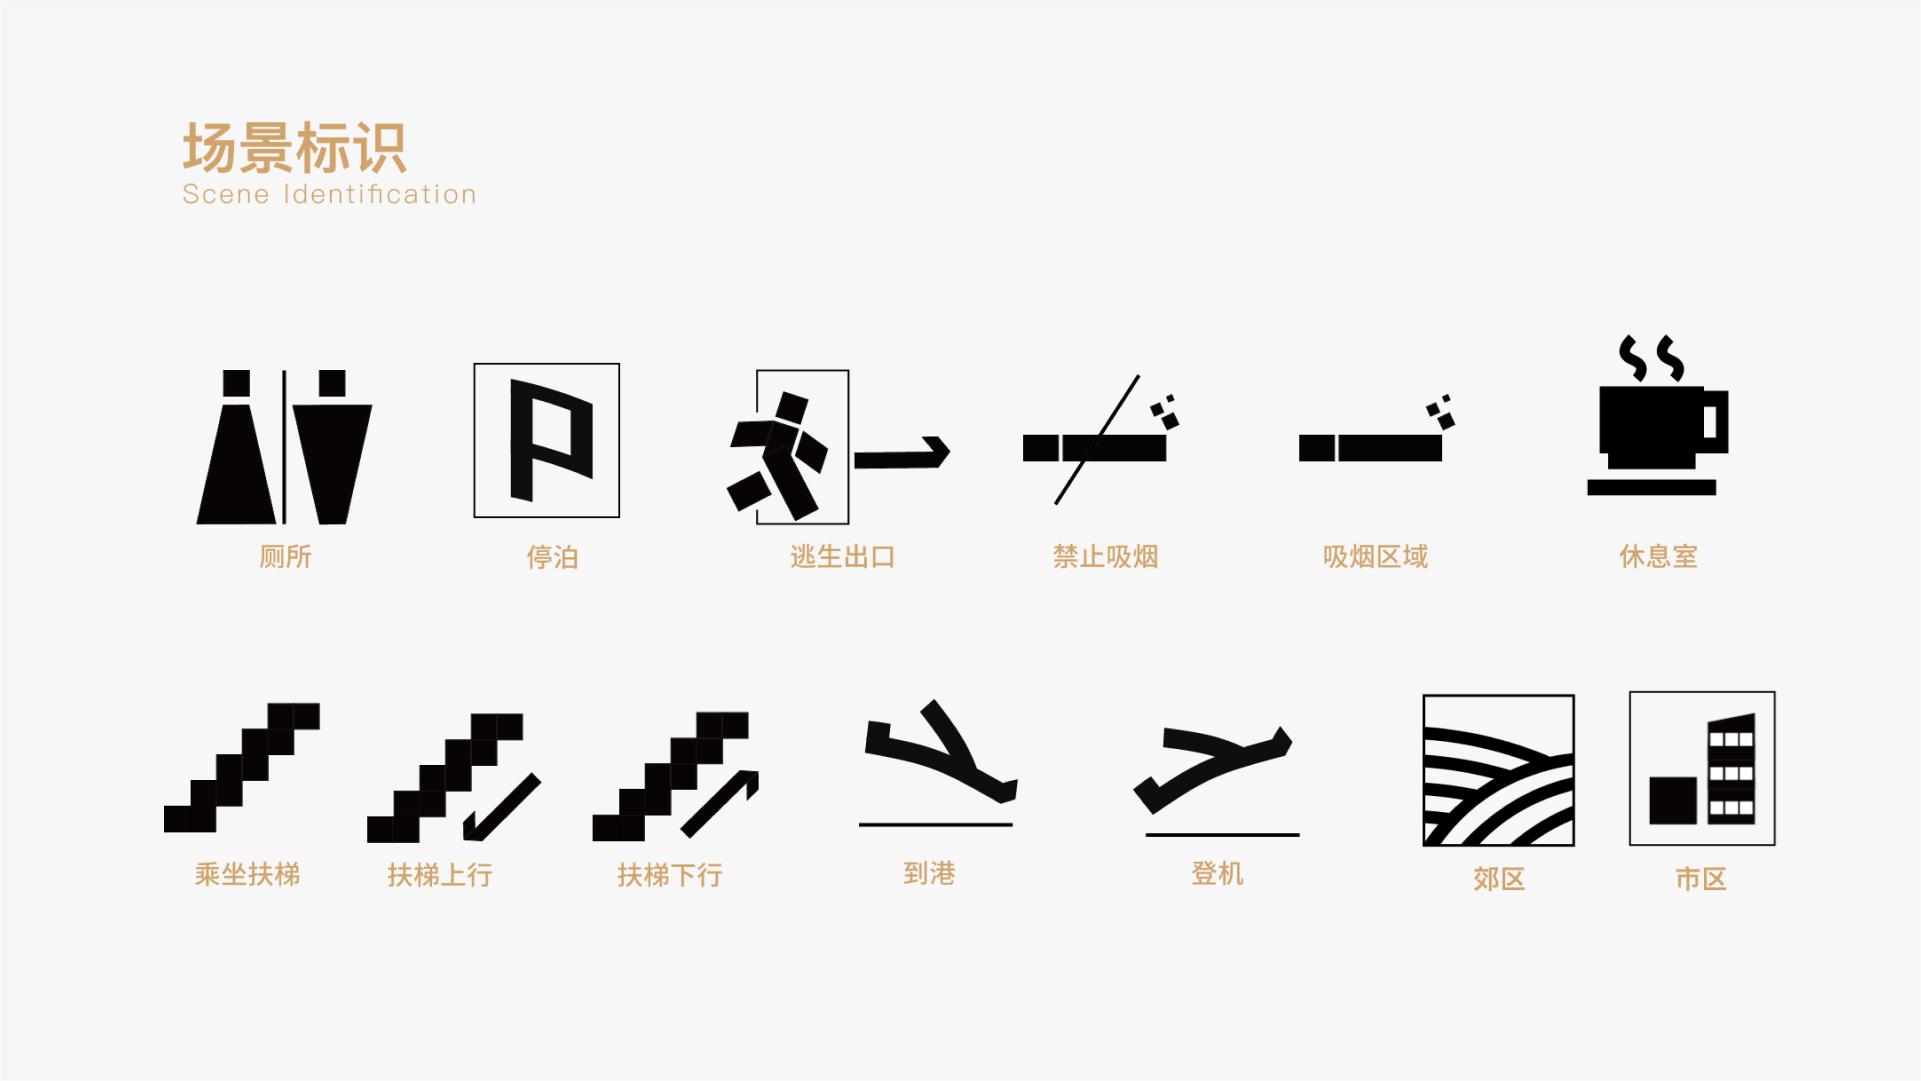 场景标识
Scene Identification
P
厕所
停泊
逃生出口
禁止吸烟
吸烟区域
休息室
乘坐扶梯
扶梯上行
扶梯下行
到港
登机
郊区
市区